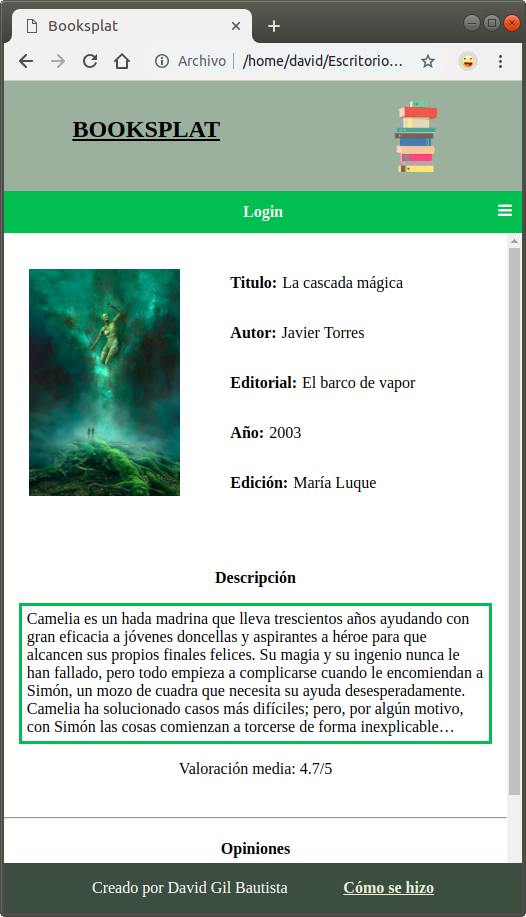 Booksplat
Archivo | /home/david/Escritorio…
BOOKSPLAT
Login
Titulo: La cascada mágica
Autor: Javier Torres
Editorial: El barco de vapor
Año: 2003
Edición: María Luque
Descripción
Camelia es un hada madrina que lleva trescientos años ayudando con
gran eficacia a jóvenes doncellas y aspirantes a héroe para que
alcancen sus propios finales felices. Su magia y su ingenio nunca le
han fallado, pero todo empieza a complicarse cuando le encomiendan a
Simón, un mozo de cuadra que necesita su ayuda desesperadamente.
Camelia ha solucionado casos más difíciles; pero, por algún motivo,
con Simón las cosas comienzan a torcerse de forma inexplicable…
Valoración media: 4.7/5
Opiniones
Creado por David Gil Bautista Cómo se hizo